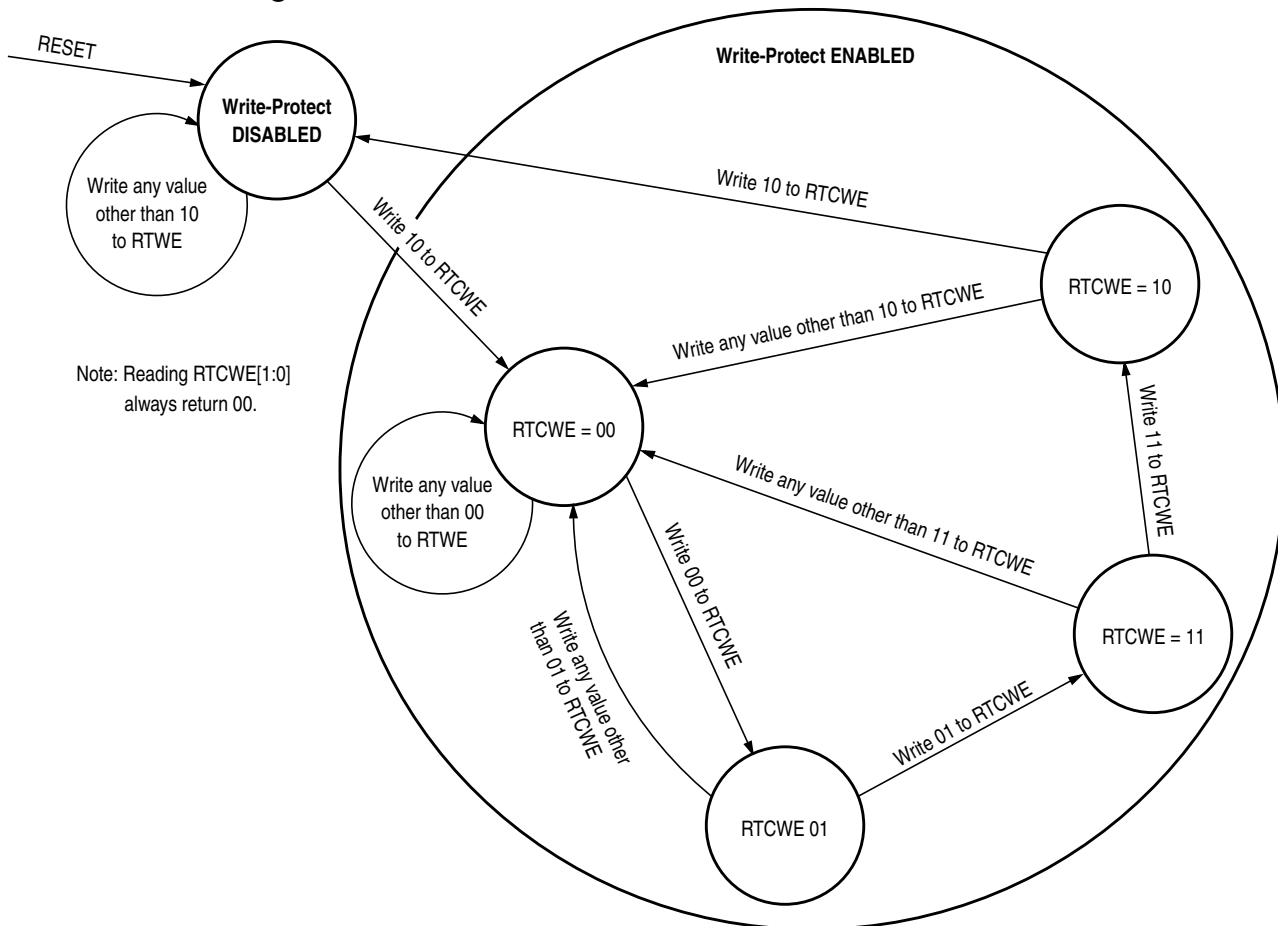 RESET
Write-Protect ENABLED
Write-Protect
DISABLED
Write any value
other than 10
to RTWE
Write 10 to RTCWE
Write 10 to RTCWE
RTCWE = 10
Write any value other than 10 to RTCWE
Note: Reading RTCWE[1:0]
always return 00.
RTCWE = 00
Write any value
other than 00
to RTWE
Write any value other than 11 to RTCWE
Write 11 to RTCWE
Write 00 to RTCWE
Write any value other
than 01 to RTCWE
RTCWE = 11
Write 01 to RTCWE
RTCWE 01